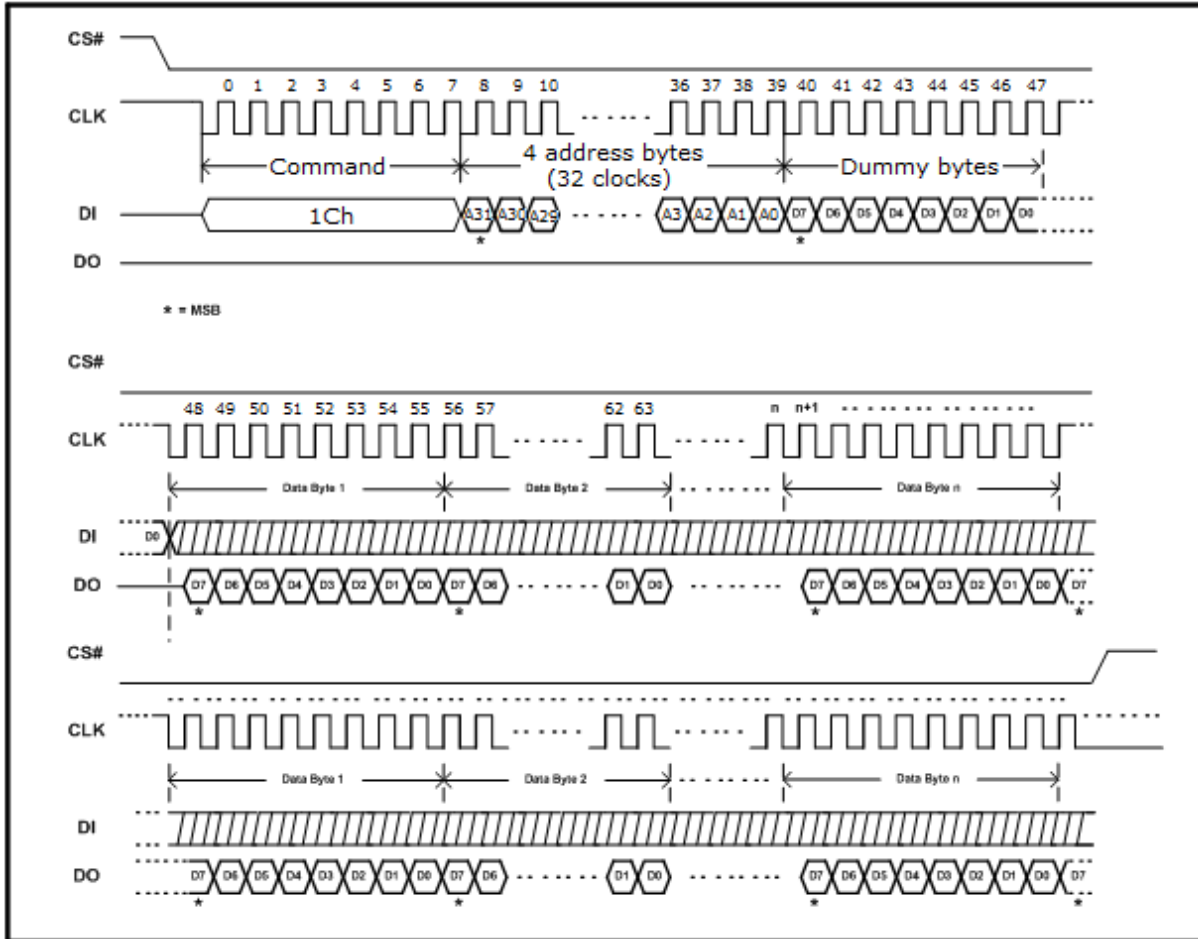 CS#
0 1 2 3 4 5 6 7 8 9 10 36 37 38 39 40 41 42 43 44 45 46 47
CLK
Command
4 address bytes
(32 clocks)
Dummy bytes
DI 1Ch A31 A30 A29 A3 A2 A1 A0 D7 D6 D5 D4 D3 D2 D1 D0
* *
DO
* = MSB
CS#
48 49 50 51 52 53 54 55 56 57 62 63 n n+1
CLK
Data Byte 1 Data Byte 2 Data Byte n
DI D0
DO D7 D6 D5 D4 D3 D2 D1 D0 D7 D6 D1 D0 D7 D6 D5 D4 D3 D2 D1 D0 D7
* * * *
CS#
CLK
Data Byte 1 Data Byte 2 Data Byte n
DI
DO D7 D6 D5 D4 D3 D2 D1 D0 D7 D6 D1 D0 D7 D6 D5 D4 D3 D2 D1 D0 D7
* * * *